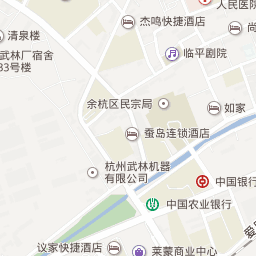 人民医院
杰鸣快捷酒店
尚
清泉楼
临平剧院
武林厂宿舍
33号楼
余杭区民宗局
如家
蚕岛连锁酒店
杭州武林机器
有限公司
中国银行
中国农业银行
爱
议家快捷酒店
莱蒙商业中心